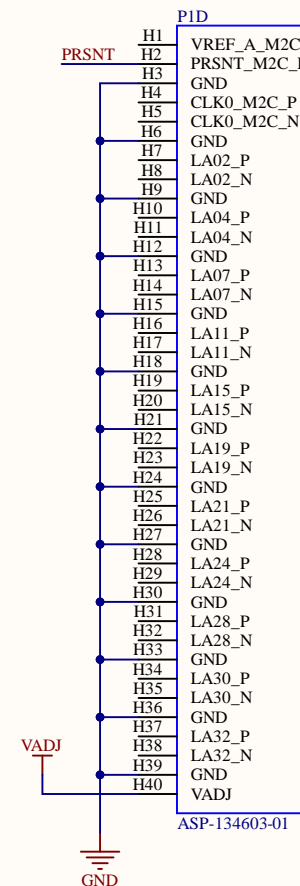 P1D
H1 VREF_A_M2C
PRSNT H2 PRSNT_M2C_
H3 GND
H4 CLK0_M2C_P
H5 CLK0_M2C_N
H6 GND
H7 LA02_P
H8 LA02_N
H9 GND
H10 LA04_P
H11 LA04_N
H12 GND
H13 LA07_P
H14 LA07_N
H15 GND
H16 LA11_P
H17 LA11_N
H18 GND
H19 LA15_P
H20 LA15_N
H21 GND
H22 LA19_P
H23 LA19_N
H24 GND
H25 LA21_P
H26 LA21_N
H27 GND
H28 LA24_P
H29 LA24_N
H30 GND
H31 LA28_P
H32 LA28_N
H33 GND
H34 LA30_P
H35 LA30_N
H36 GND
H37 LA32_P
VADJ H38 LA32_N
H39 GND
H40 VADJ
ASP-134603-01
GND